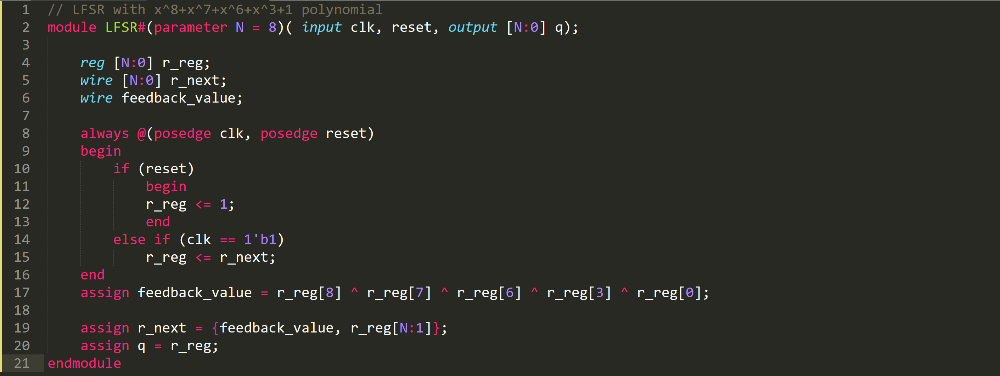 1 // LFSR with x^8+x^7+x^6+x^3+1 polynomial
2 module LFSR#(parameter N = 8)( input clk, reset, output [N:0] q);
3
4     reg [N:0] r_reg;
5     wire [N:0] r_next;
6     wire feedback_value;
7
8     always @(posedge clk, posedge reset)
9     begin
10         if (reset)
11             begin
12             r_reg <= 1;
13             end
14         else if (clk == 1'b1)
15             r_reg <= r_next;
16     end
17     assign feedback_value = r_reg[8] ^ r_reg[7] ^ r_reg[6] ^ r_reg[3] ^ r_reg[0];
18
19     assign r_next = {feedback_value, r_reg[N:1]};
20     assign q = r_reg;
21 endmodule